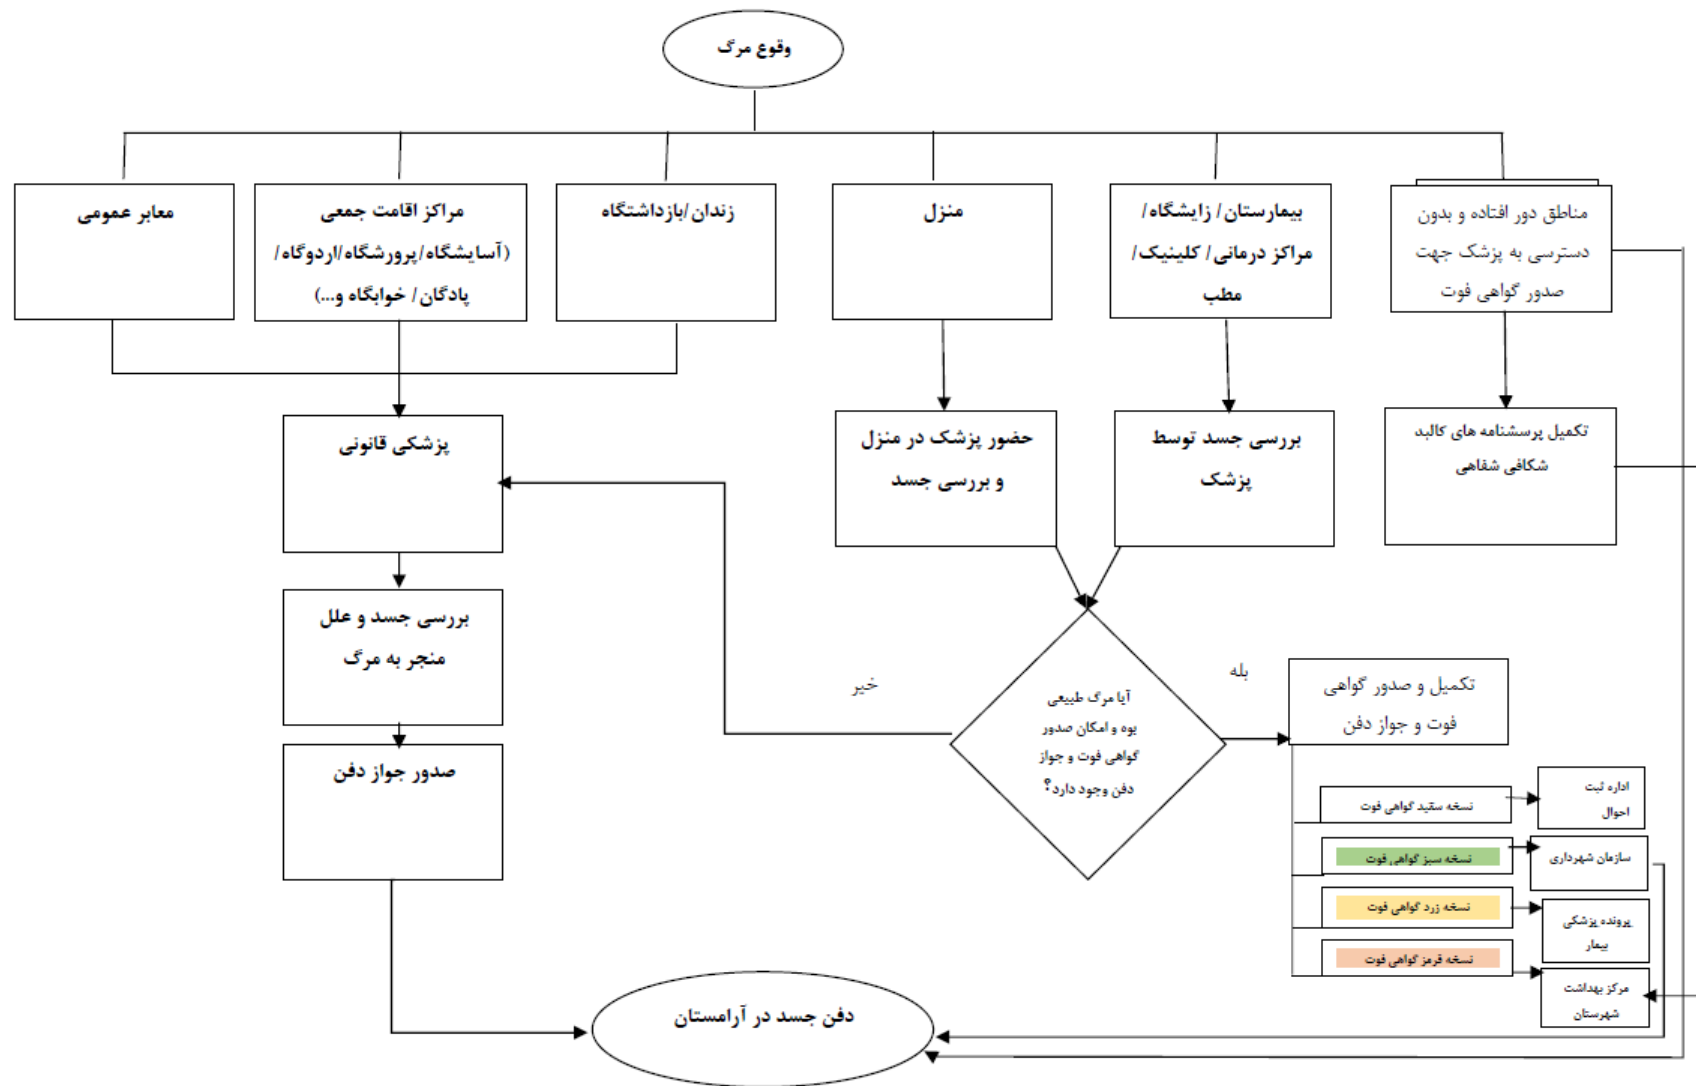 وقوع مرگ
مناطق دور افتاده و بدون
دسترسی به پزشک جهت
صدور گواهی فوت
بیمارستان/ زایشگاه/
مراکز درمانی/ کلینیک/
مطب
منزل
زندان/بازداشتگاه
مراکز اقامت جمعی
(آسایشگاه/پرورشگاه/اردوگاه/
پادگان/ خوابگاه و...)
معابر عمومی
تکمیل پرسشنامه های کالبد
شکافی شفاهی
بررسی جسد توسط
پزشک
حضور پزشک در منزل
و بررسی جسد
پزشکی قانونی
بررسی جسد و علل
منجر به مرگ
صدور جواز دفن
آیا مرگ طبیعی
بوه و امکان صدور
گواهی فوت و جواز
دفن وجود دارد؟
بله
خیر
تکمیل و صدور گواهی
فوت و جواز دفن
نسخه سفید گواهی فوت
اداره ثبت
احوال
نسخه سبز گواهی فوت
سازمان شهرداری
نسخه زرد گواهی فوت
پرونده پزشکی
بیمار
نسخه قرمز گواهی فوت
مرکز بهداشت
شهرستان
دفن جسد در آرامستان